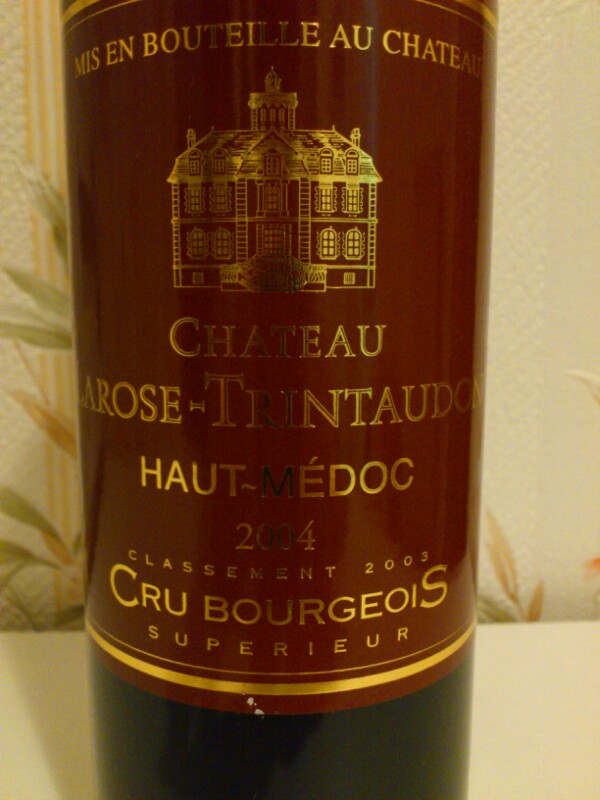 MIS EN BOUTEILLE AU CHATEAU
CHATEAU
LAROSE-TRINTAUDON
HAUT~MÉDOC
2004
CLASSEMENT 2003
CRU BOURGEOIS
SUPERIEUR